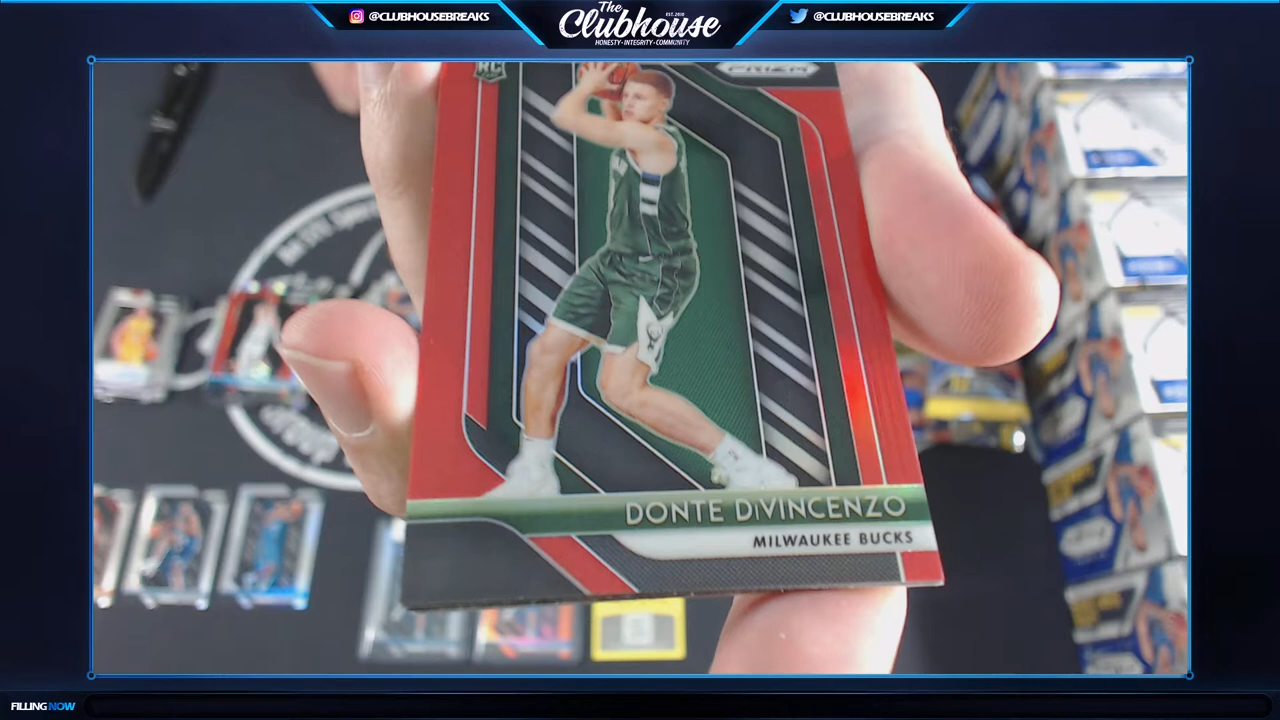 @CLUBHOUSEBREAKS
The
Clubhouse
EST. 2018
HONESTY • INTEGRITY • COMMUNITY
@CLUBHOUSEBREAKS
RC
PRIZM
DONTE DiVINCENZO
MILWAUKEE BUCKS
FILLING NOW